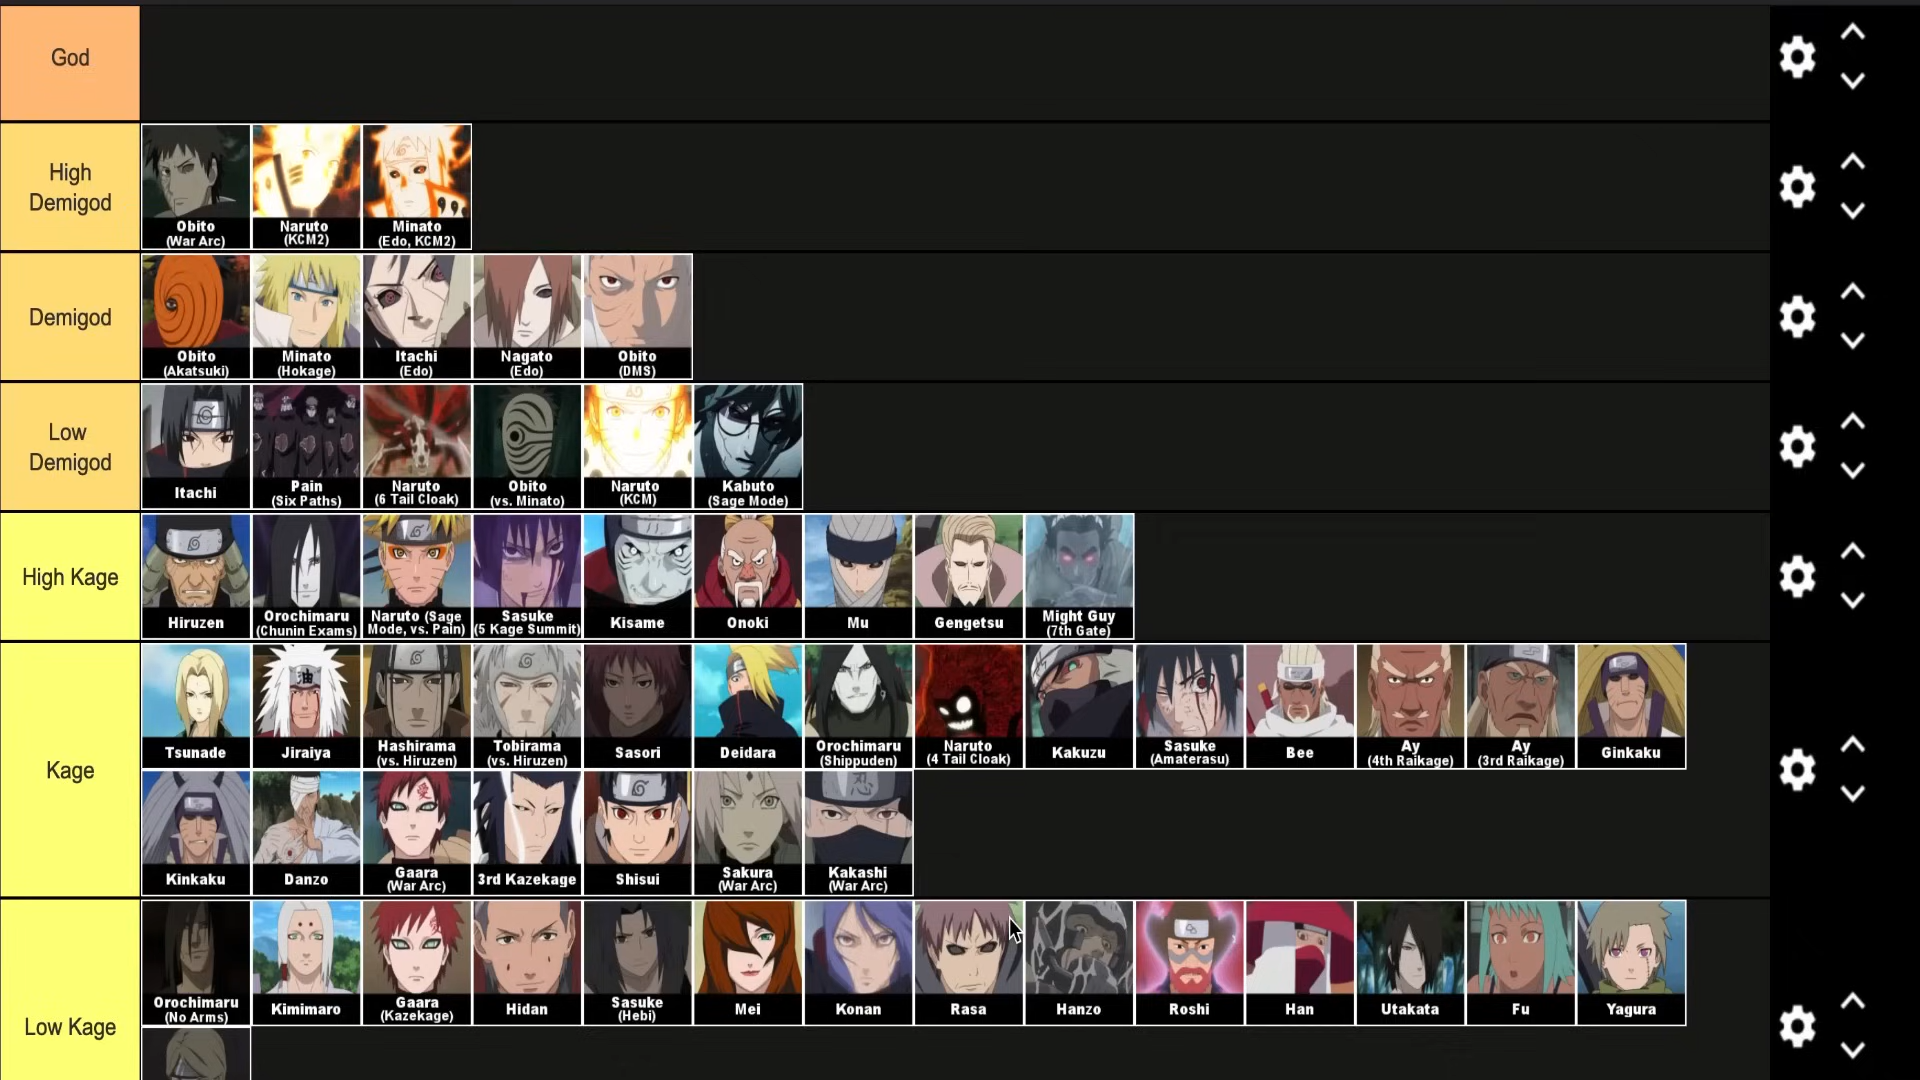 God
High
Demigod
Obito
(War Arc)
Naruto
(KCM2)
Minato
(Edo, KCM2)
Demigod
Obito
(Akatsuki)
Minato
(Hokage)
Itachi
(Edo)
Nagato
(Edo)
Obito
(DMS)
Low
Demigod
Itachi
Pain
(Six Paths)
Naruto
(6 Tail Cloak)
Obito
(vs. Minato)
Naruto
(KCM)
Kabuto
(Sage Mode)
High Kage
Hiruzen
Orochimaru
(Chunin Exams)
Naruto (Sage
Mode, vs. Pain)
Sasuke
(5 Kage Summit)
Kisame
Onoki
Mu
Gengetsu
Might Guy
(7th Gate)
Kage
Tsunade
油
Jiraiya
Hashirama
(vs. Hiruzen)
Tobirama
(vs. Hiruzen)
Sasori
Deidara
Orochimaru
(Shippuden)
Naruto
(4 Tail Cloak)
Kakuzu
Sasuke
(Amaterasu)
Bee
Ay
(4th Raikage)
Ay
(3rd Raikage)
Ginkaku
Kinkaku
Danzo
愛
Gaara
(War Arc)
3rd Kazekage
Shisui
Sakura
(War Arc)
忍
Kakashi
(War Arc)
Low Kage
Orochimaru
(No Arms)
Kimimaro
Gaara
(Kazekage)
Hidan
Sasuke
(Hebi)
Mei
Konan
Rasa
Hanzo
Roshi
Han
Utakata
Fu
Yagura